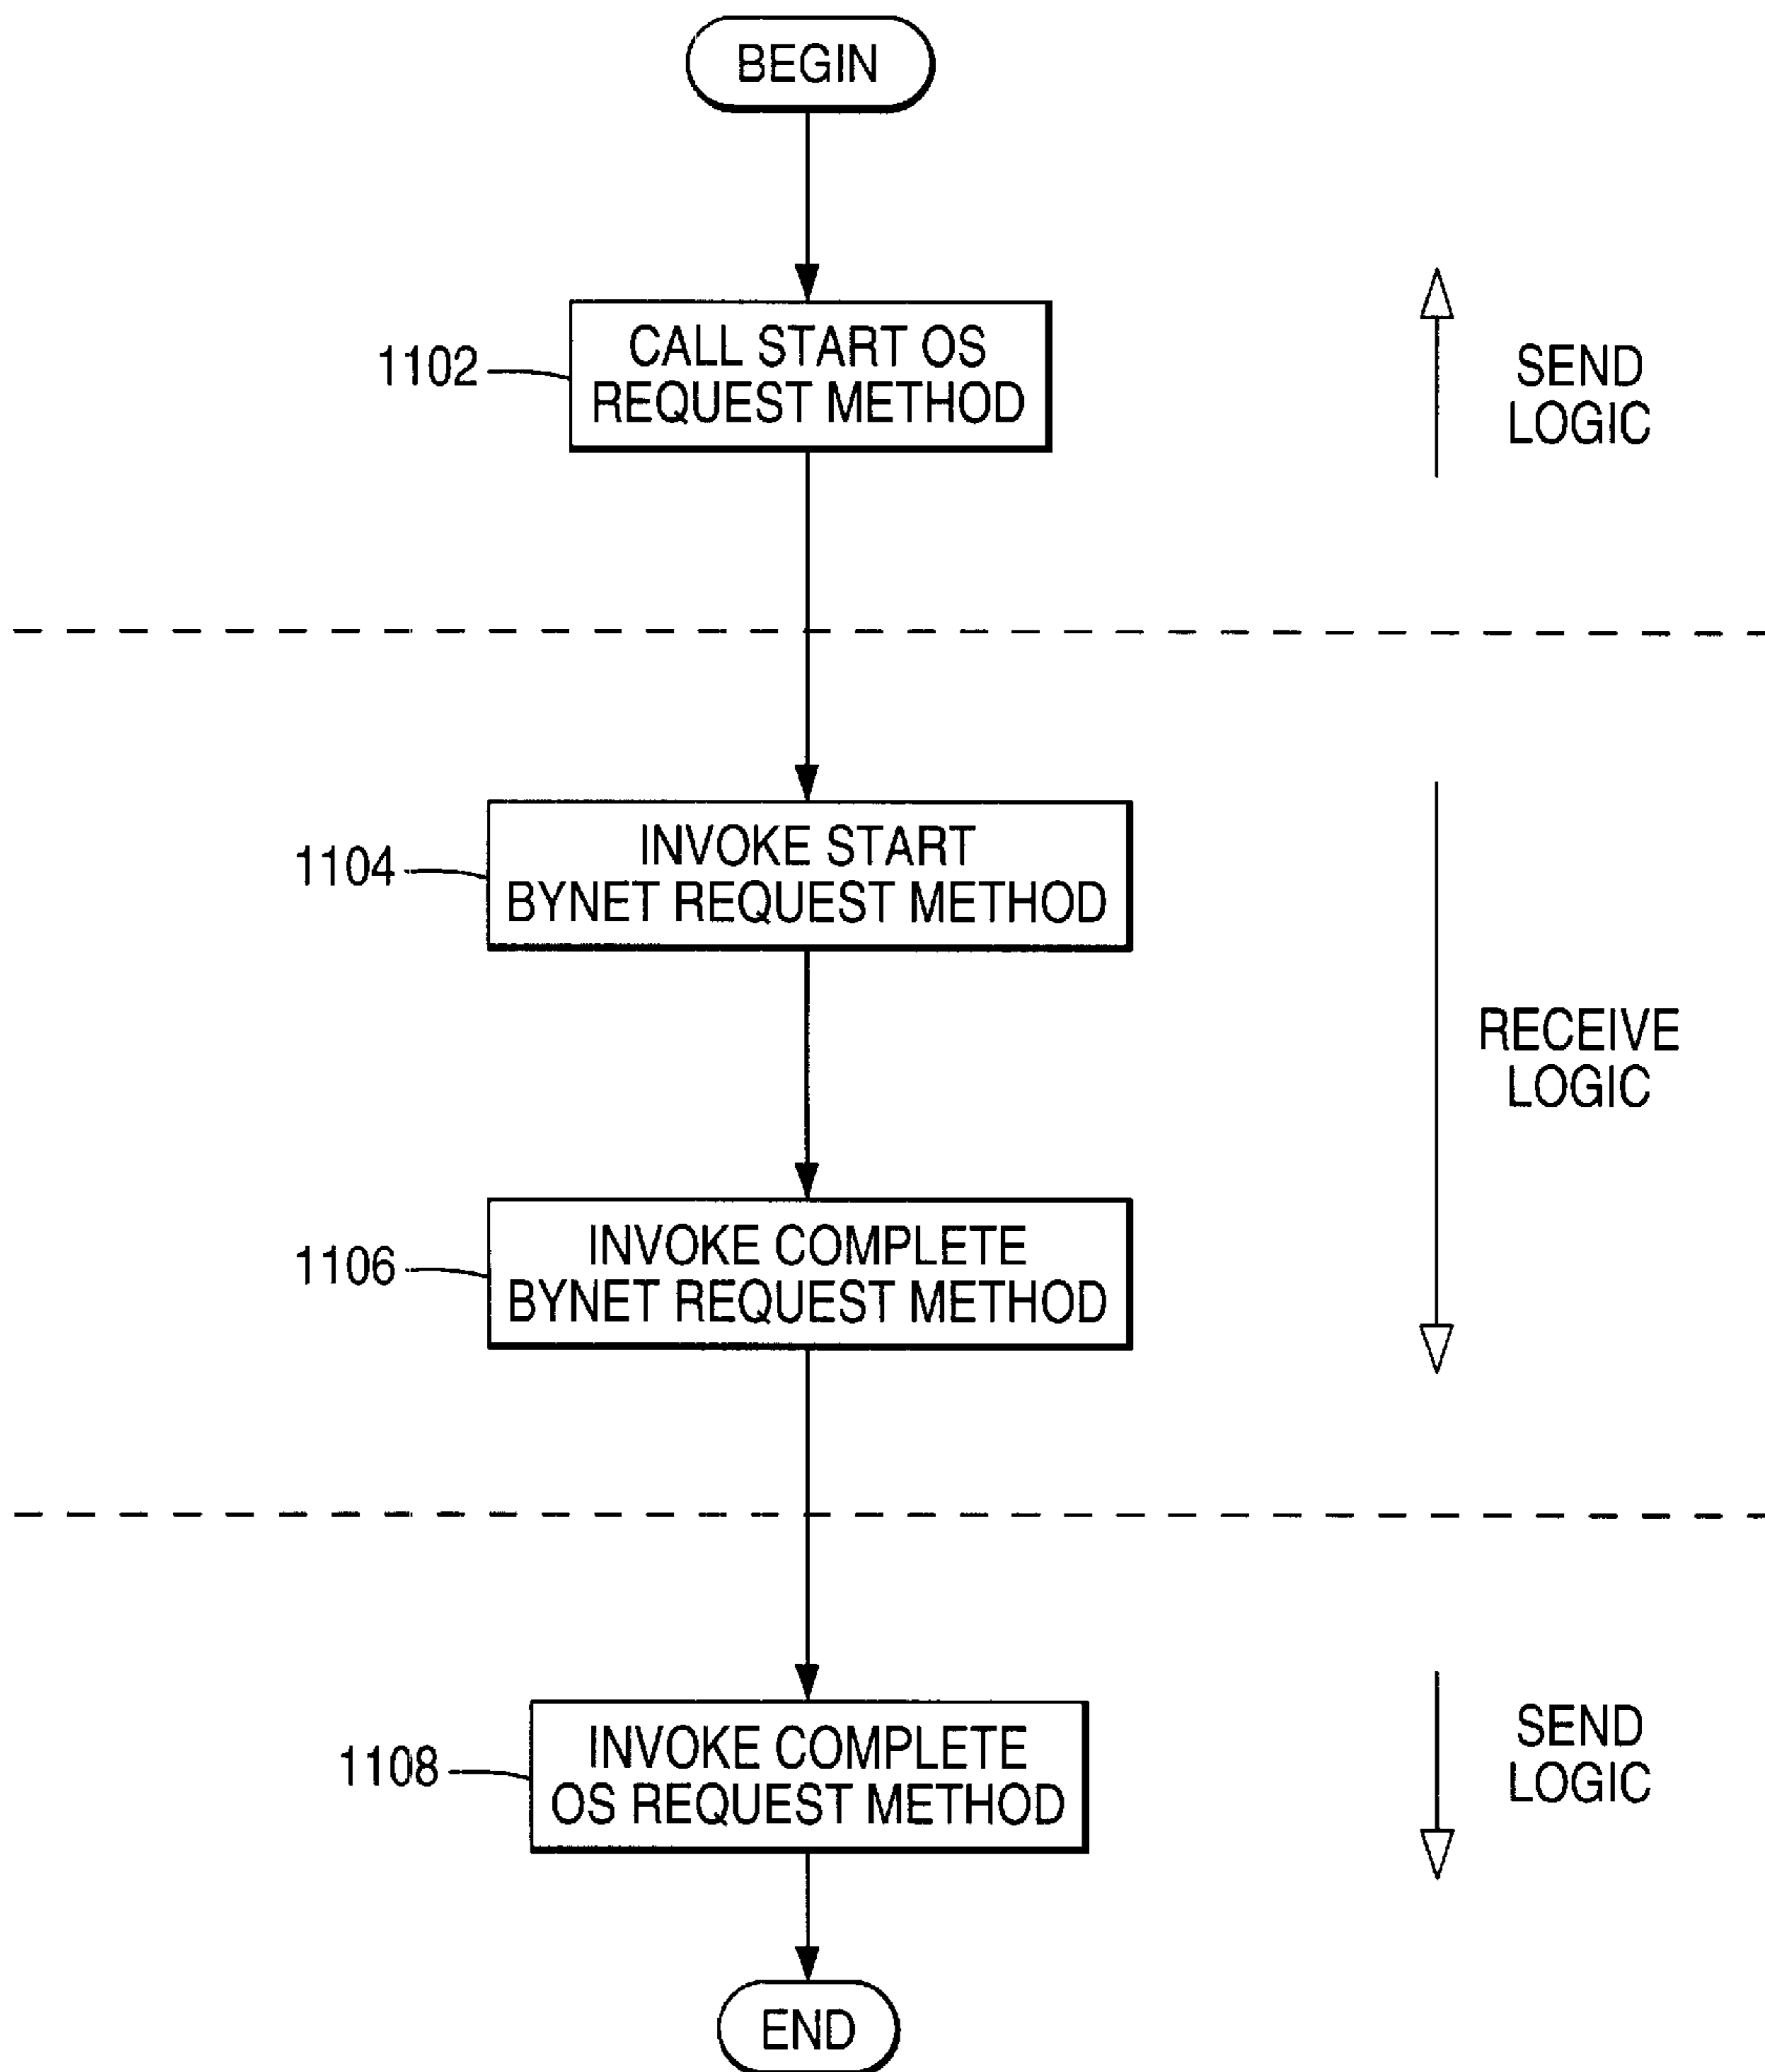 BEGIN
1102
CALL START OS
REQUEST METHOD
SEND
LOGIC
1104
INVOKE START
BYNET REQUEST METHOD
RECEIVE
LOGIC
1106
INVOKE COMPLETE
BYNET REQUEST METHOD
1108
INVOKE COMPLETE
OS REQUEST METHOD
SEND
LOGIC
END